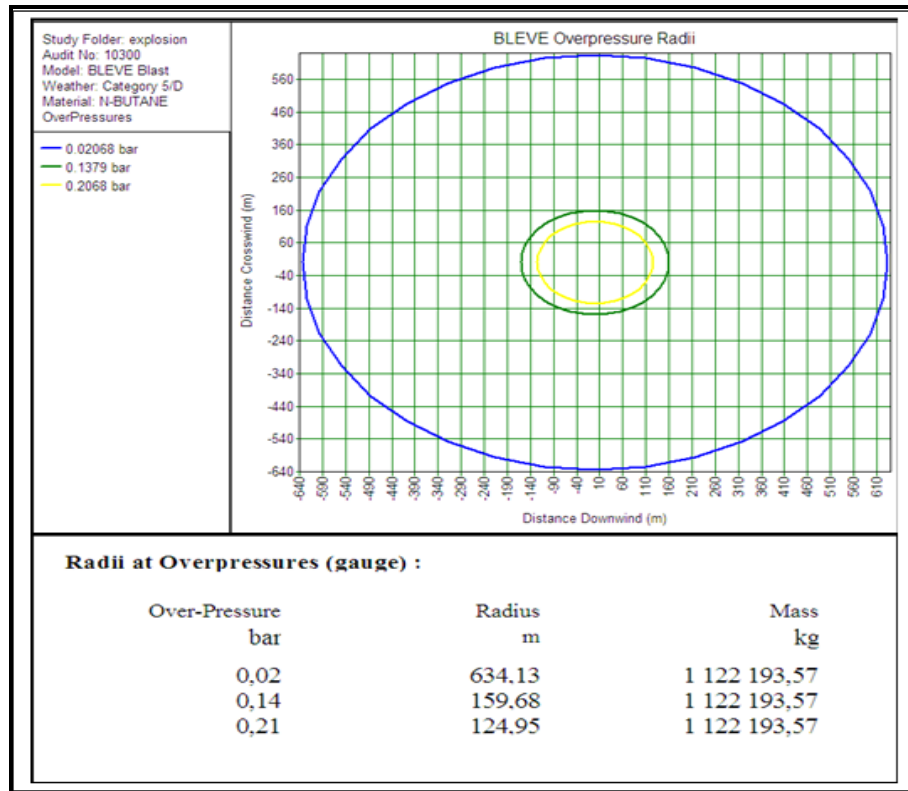 Study Folder: explosion
Audit No: 10300
Model: BLEVE Blast
Weather: Category 5/D
Material: N-BUTANE
OverPressures
0.02068 bar
0.1379 bar
0.2068 bar
BLEVE Overpressure Radii
Distance Crosswind (m)
560
460
360
260
160
60
-40
-140
-240
-340
-440
-540
-640
-640 -590 -540 -490 -440 -390 -340 -290 -240 -190 -140 -90 -40 10 60 110 160 210 260 310 360 410 460 510 560 610
Distance Downwind (m)
Radii at Overpressures (gauge) :
Over-Pressure Radius Mass
bar m kg
0,02 634.13 1 122 193,57
0,14 159.68 1 122 193,57
0,21 124.95 1 122 193,57